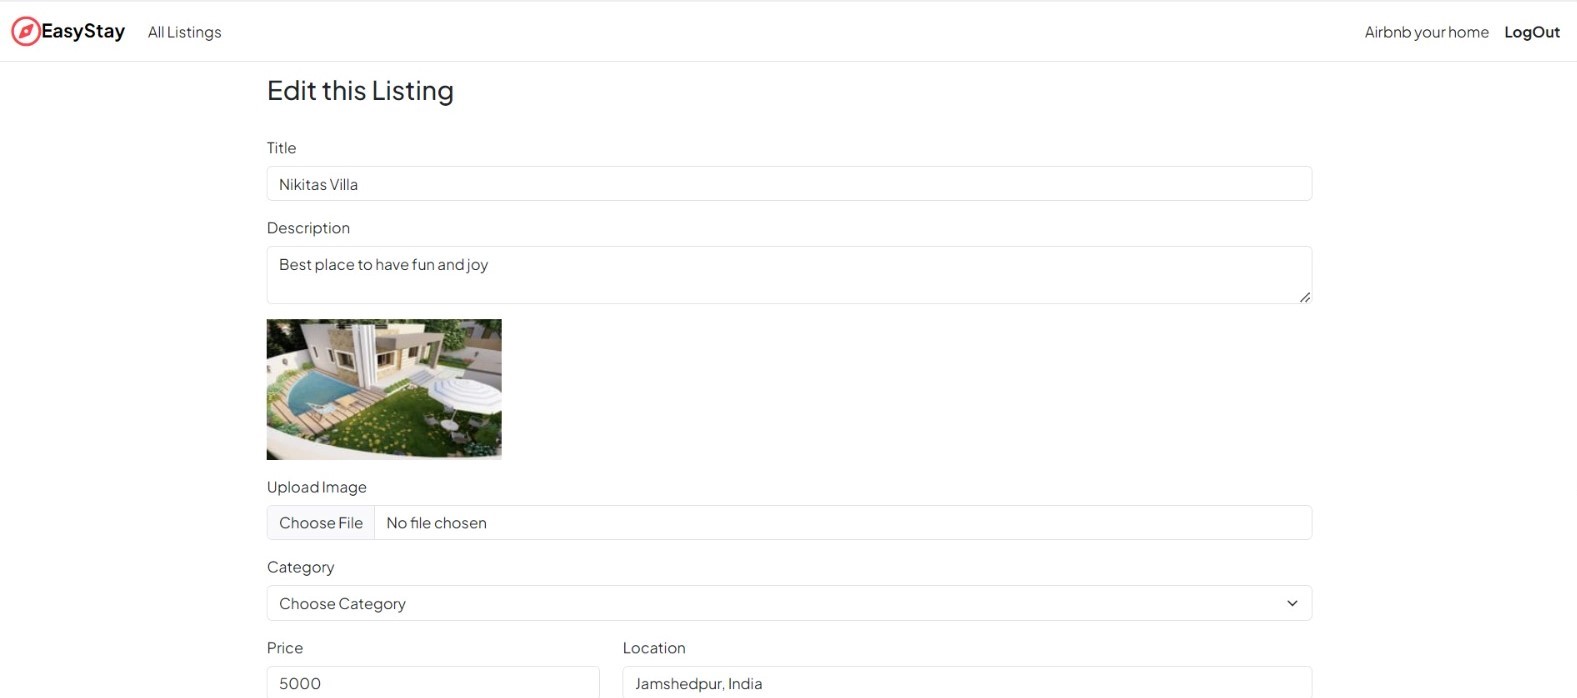 EasyStay All Listings Airbnb your home LogOut
Edit this Listing
Title
Nikitas Villa
Description
Best place to have fun and joy
Upload Image
Choose File No file chosen
Category
Choose Category
Price Location
5000 Jamshedpur, India